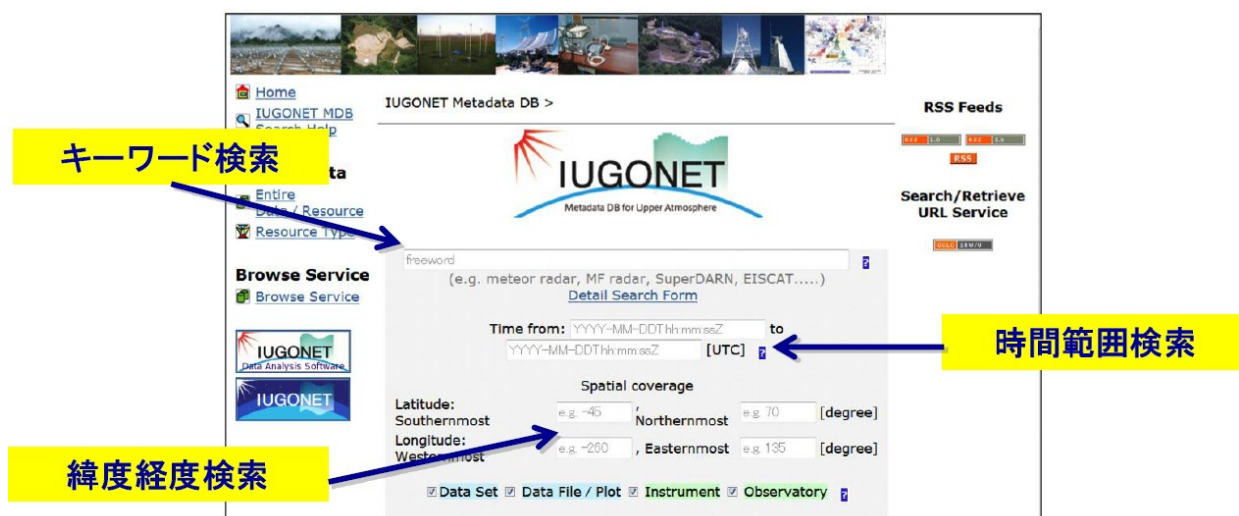 Home
IUGONET MDB
Search Help
キーワード検索
Entire
Data / Resource
Resource Type
Browse Service
Browse Service
IUGONET
Data Analysis Software
IUGONET
緯度経度検索
IUGONET Metadata DB >
IUGONET
Metadata DB for Upper Atmosphere
freeword
(e.g. meteor radar, MF radar, SuperDARN, EISCAT.....)
Detail Search Form
Time from: YYYY-MM-DDThh:mm:ssZ to
YYYY-MM-DDThh:mm:ssZ [UTC] ?
時間範囲検索
Spatial coverage
Latitude:
Southernmost e.g. -45 , Northernmost e.g. 70 [degree]
Longitude:
Westernmost e.g. -260 , Easternmost e.g. 135 [degree]
Data Set Data File / Plot Instrument Observatory ?
RSS Feeds
RSS
Search/Retrieve
URL Service